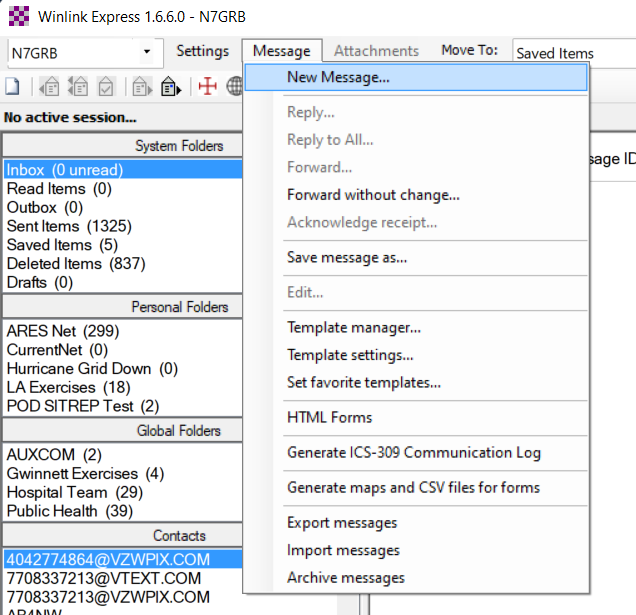 Winlink Express 1.6.6.0 - N7GRB
N7GRB Settings Message Attachments Move To: Saved Items
No active session...
System Folders
Inbox (0 unread)
Read Items (0)
Outbox (0)
Sent Items (1325)
Saved Items (5)
Deleted Items (837)
Drafts (0)
Personal Folders
ARES Net (299)
CurrentNet (0)
Hurricane Grid Down (0)
LA Exercises (18)
POD SITREP Test (2)
Global Folders
AUXCOM (2)
Gwinnett Exercises (4)
Hospital Team (29)
Public Health (39)
Contacts
4042774864@VZWPIX.COM
7708337213@VTEXT.COM
7708337213@VZWPIX.COM
AB4NW
New Message...
Reply...
Reply to All...
Forward...
Forward without change...
Acknowledge receipt...
Save message as...
Edit...
Template manager...
Template settings...
Set favorite templates...
HTML Forms
Generate ICS-309 Communication Log
Generate maps and CSV files for forms
Export messages
Import messages
Archive messages
sage ID